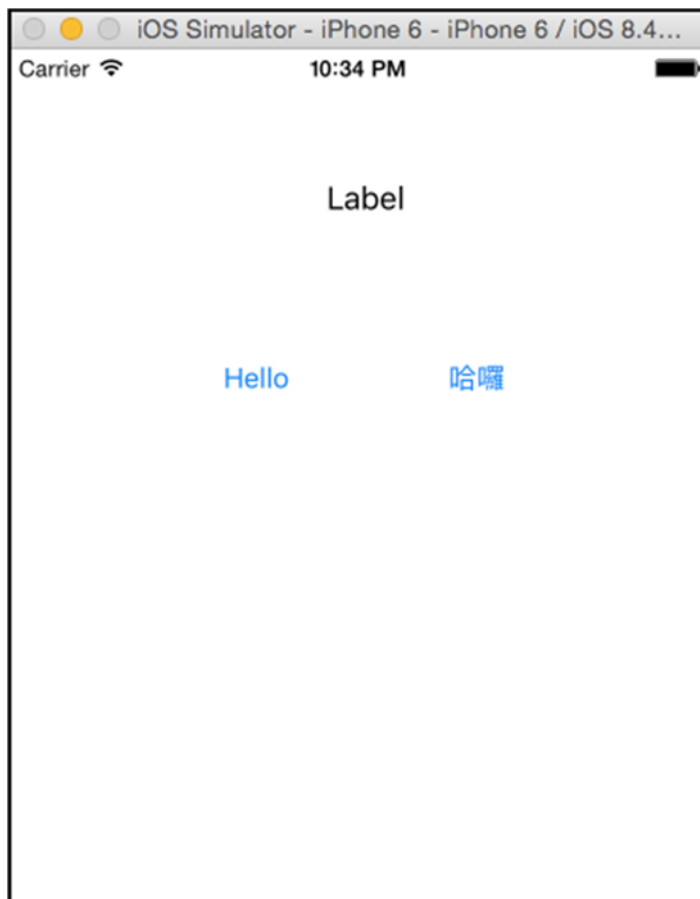 iOS Simulator - iPhone 6 - iPhone 6 / iOS 8.4...
Carrier 10:34 PM
Label
Hello 哈囉